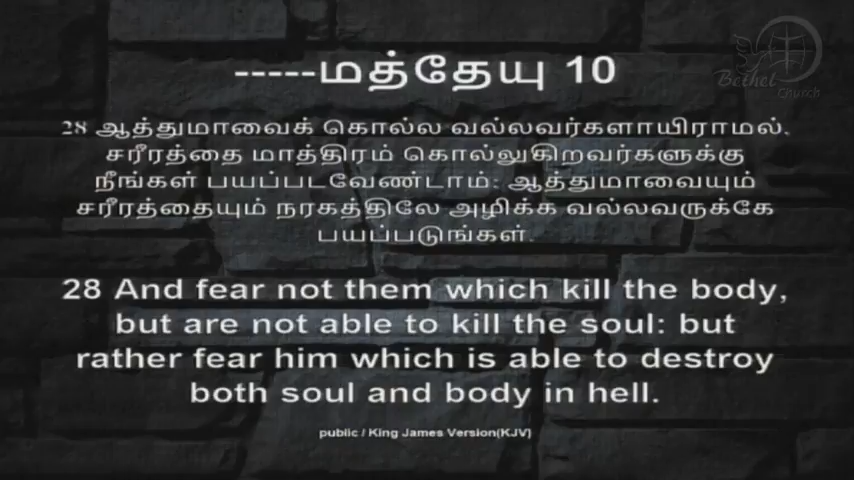 -----மத்தேயு 10
Bethel
Church
28 ஆத்துமாவைக் கொல்ல வல்லவர்களாயிராமல்,
சரீரத்தை மாத்திரம் கொல்லுகிறவர்களுக்கு
நீங்கள் பயப்படவேண்டாம்; ஆத்துமாவையும்
சரீரத்தையும் நரகத்திலே அழிக்க வல்லவருக்கே
பயப்படுங்கள்.
28 And fear not them which kill the body,
but are not able to kill the soul: but
rather fear him which is able to destroy
both soul and body in hell.
public / King James Version(KJV)